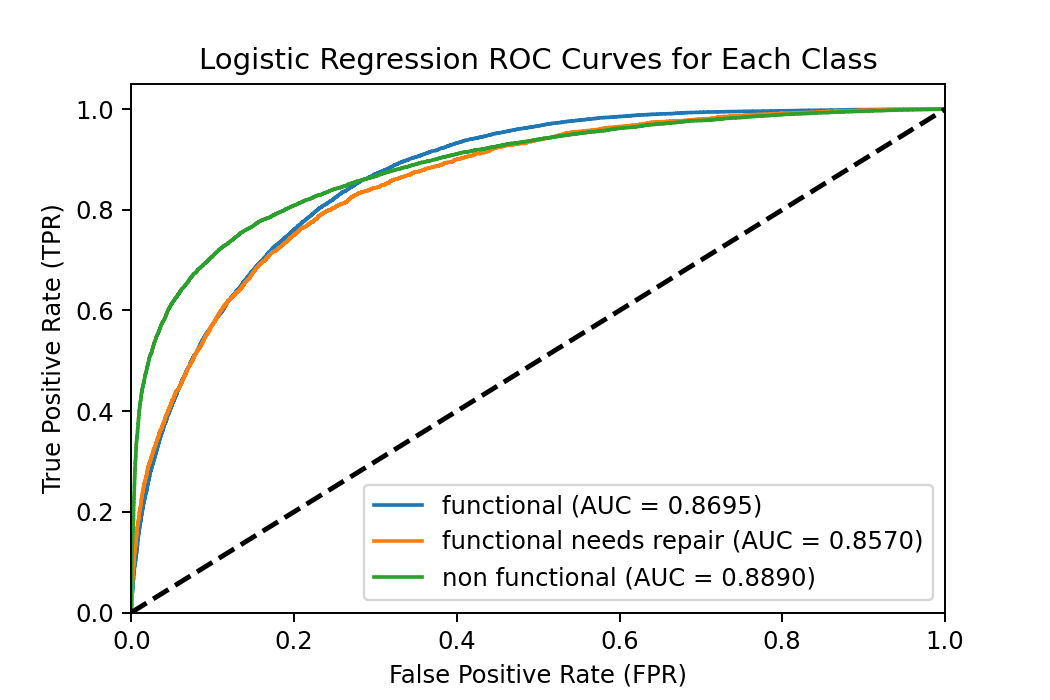 Logistic Regression ROC Curves for Each Class
True Positive Rate (TPR)
1.0
0.8
0.6
0.4
0.2
0.0
functional (AUC = 0.8695)
functional needs repair (AUC = 0.8570)
non functional (AUC = 0.8890)
0.0 0.2 0.4 0.6 0.8 1.0
False Positive Rate (FPR)